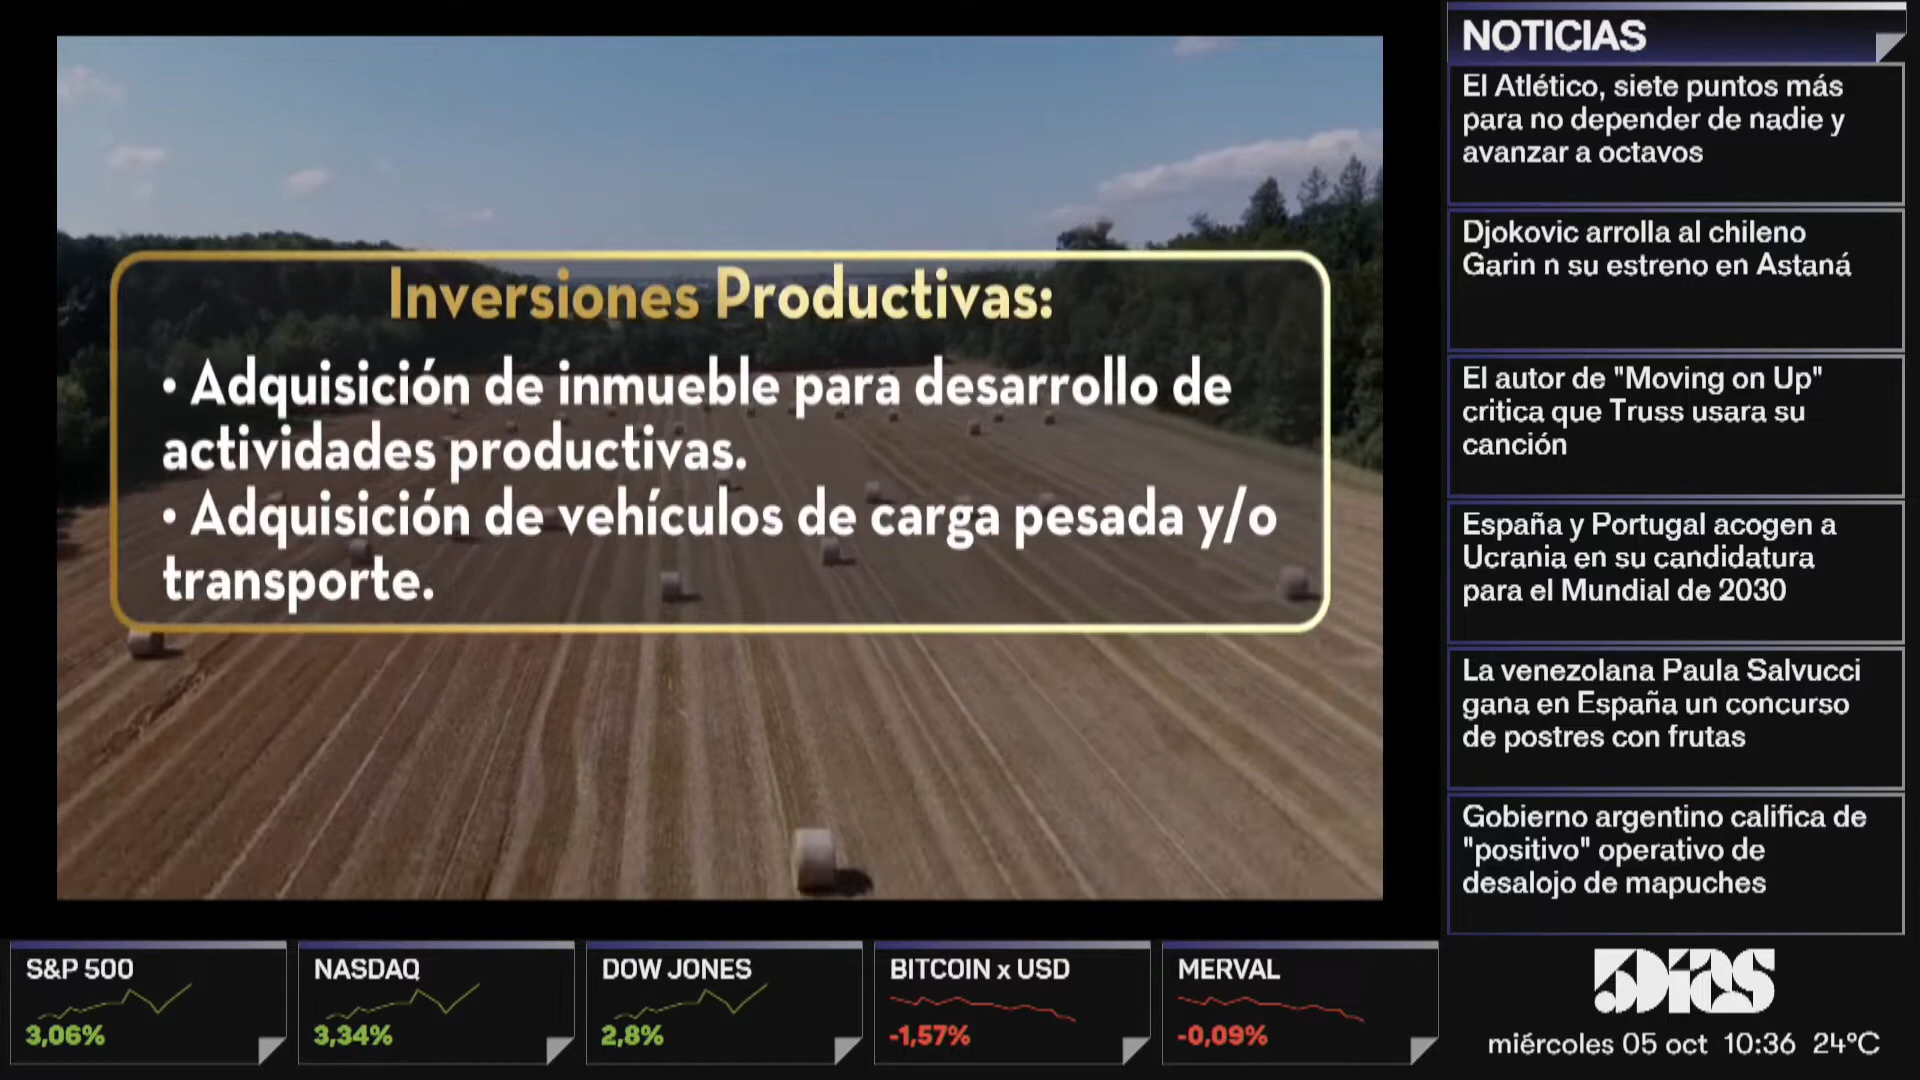 Inversiones Productivas:
• Adquisición de inmueble para desarrollo de
actividades productivas.
• Adquisición de vehículos de carga pesada y/o
transporte.
NOTICIAS
El Atlético, siete puntos más
para no depender de nadie y
avanzar a octavos
Djokovic arrolla al chileno
Garin n su estreno en Astaná
El autor de "Moving on Up"
critica que Truss usara su
canción
España y Portugal acogen a
Ucrania en su candidatura
para el Mundial de 2030
La venezolana Paula Salvucci
gana en España un concurso
de postres con frutas
Gobierno argentino califica de
"positivo" operativo de
desalojo de mapuches
S&P 500
3,06%
NASDAQ
3,34%
DOW JONES
2,8%
BITCOIN x USD
-1,57%
MERVAL
-0,09%
5Dias
miércoles 05 oct 10:36 24°C